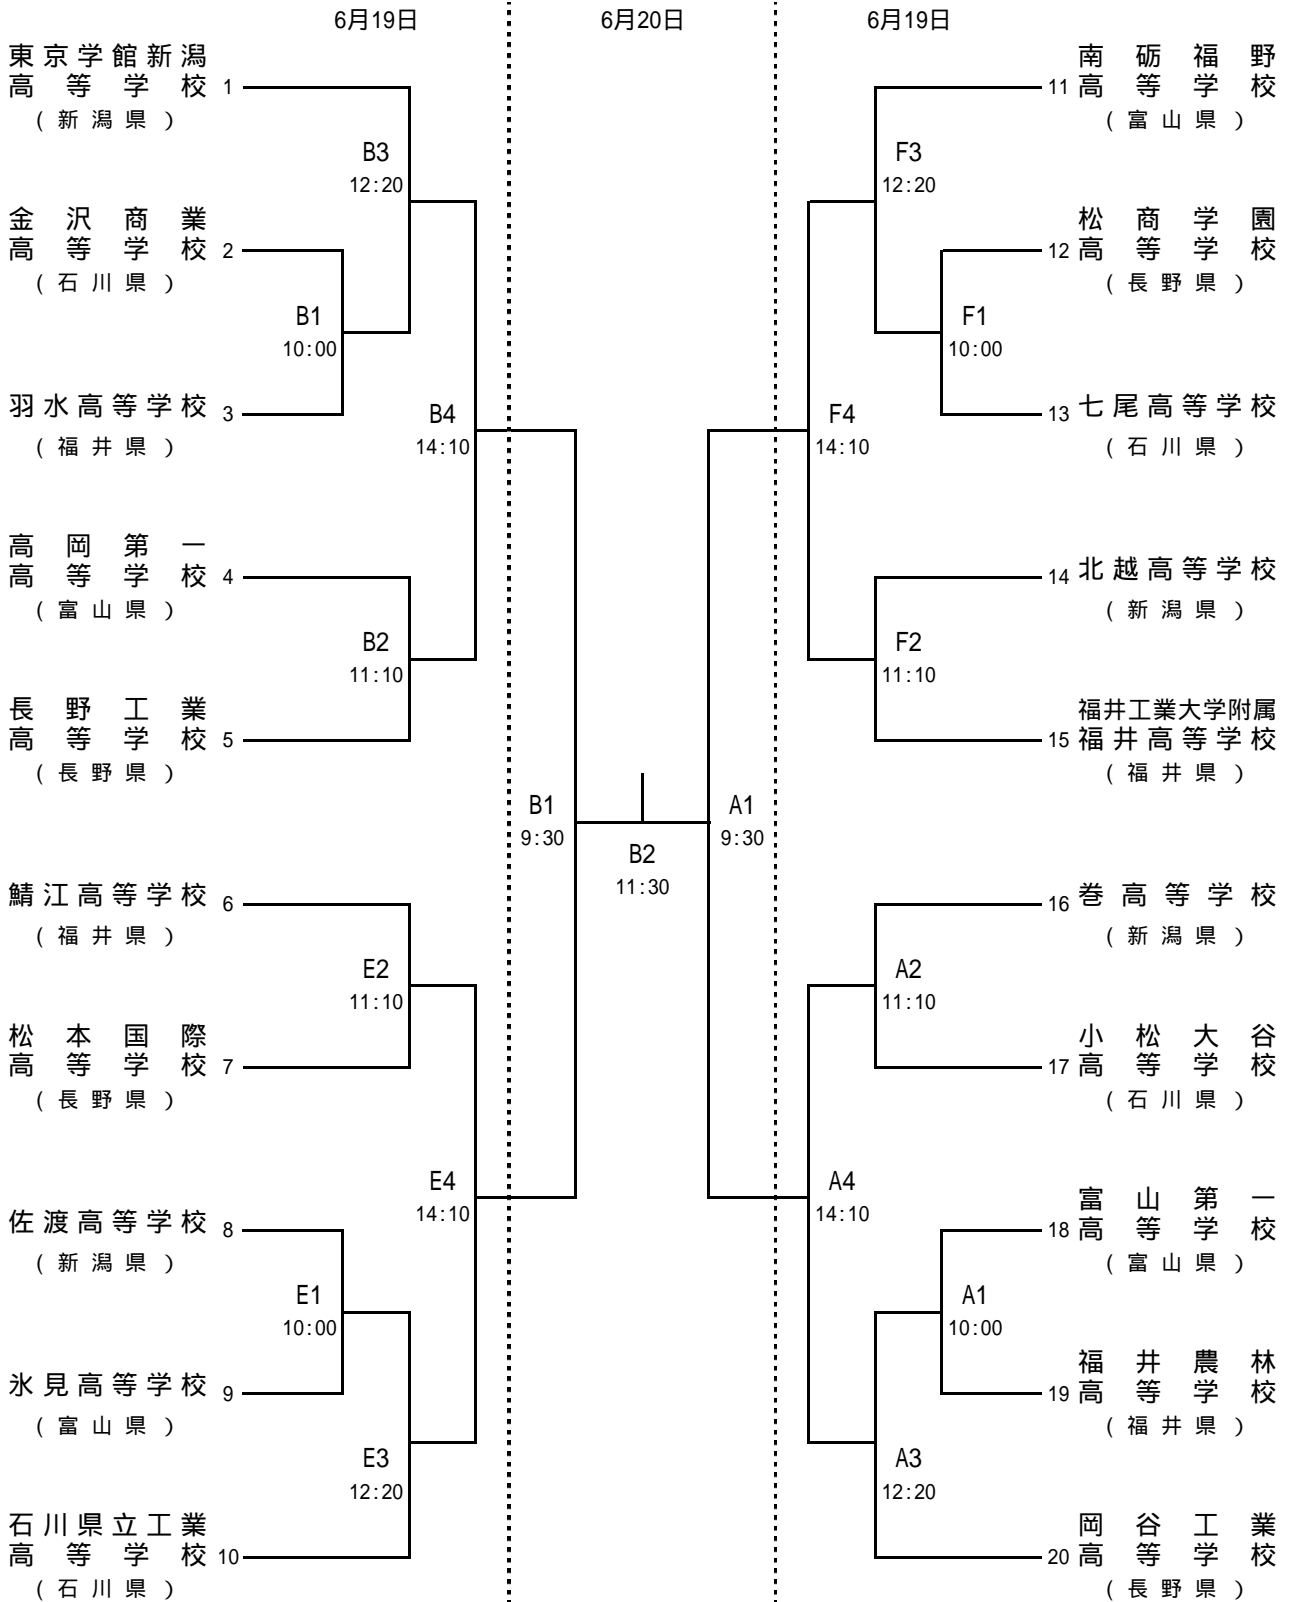 6月19日
6月20日
6月19日
東京学館新潟
高等学校 1
(新潟県)
金沢商業
高等学校 2
(石川県)
羽水高等学校 3
(福井県)
高岡第一
高等学校 4
(富山県)
長野工業
高等学校 5
(長野県)
鯖江高等学校 6
(福井県)
松本国際
高等学校 7
(長野県)
佐渡高等学校 8
(新潟県)
氷見高等学校 9
(富山県)
石川県立工業
高等学校 10
(石川県)
B3
12:20
B1
10:00
B4
14:10
B2
11:10
E2
11:10
E4
14:10
E1
10:00
E3
12:20
B1
9:30
B2
11:30
A1
9:30
F3
12:20
F1
10:00
F4
14:10
F2
11:10
A2
11:10
A4
14:10
A1
10:00
A3
12:20
南砺福野
11 高等学校
(富山県)
松商学園
12 高等学校
(長野県)
13 七尾高等学校
(石川県)
14 北越高等学校
(新潟県)
福井工業大学附属
15 福井高等学校
(福井県)
16 巻高等学校
(新潟県)
小松大谷
17 高等学校
(石川県)
富山第一
18 高等学校
(富山県)
福井農林
19 高等学校
(福井県)
岡谷工業
20 高等学校
(長野県)